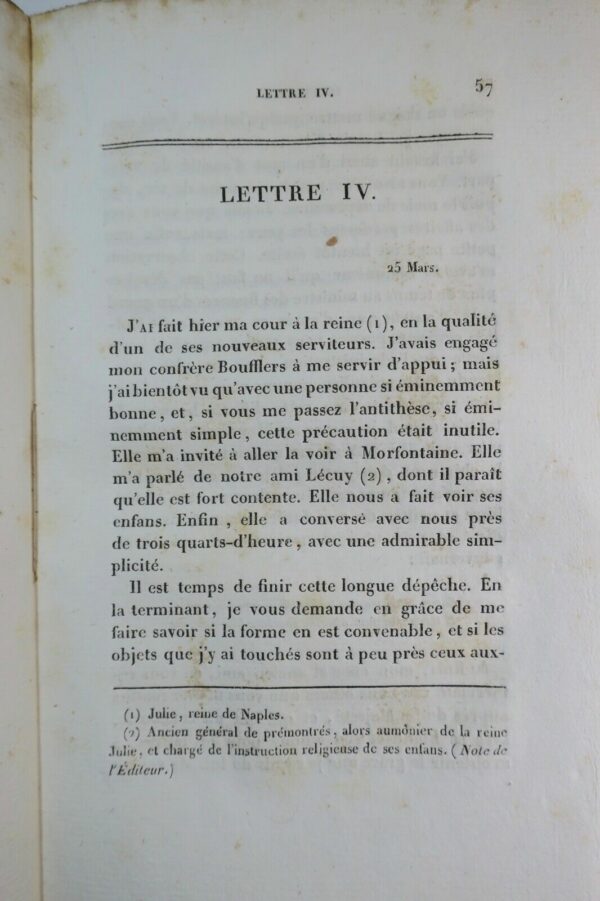 LETTRE IV.
57
LETTRE IV.
25 Mars.
J'AI fait hier ma cour à la reine (1), en la qualité
d'un de ses nouveaux serviteurs. J'avais engagé
mon confrère Boufflers à me servir d'appui ; mais
j'ai bientôt vu qu'avec une personne si éminemment
bonne, et, si vous me passez l'antithèse, si émi-
nemment simple, cette précaution était inutile.
Elle m'a invité à aller la voir à Morfontaine. Elle
m'a parlé de notre ami Lécuy (2), dont il paraît
qu'elle est fort contente. Elle nous a fait voir ses
enfans. Enfin, elle a conversé avec nous près
de trois quarts-d'heure, avec une admirable sim-
plicité.
Il est temps de finir cette longue dépêche. En
la terminant, je vous demande en grâce de me
faire savoir si la forme en est convenable, et si les
objets que j'y ai touchés sont à peu près ceux aux-
(1) Julie, reine de Naples.
(2) Ancien général de prémontrés, alors aumônier de la reine
Julie, et chargé de l'instruction religieuse de ses enfans. (Note de
l'Éditeur.)